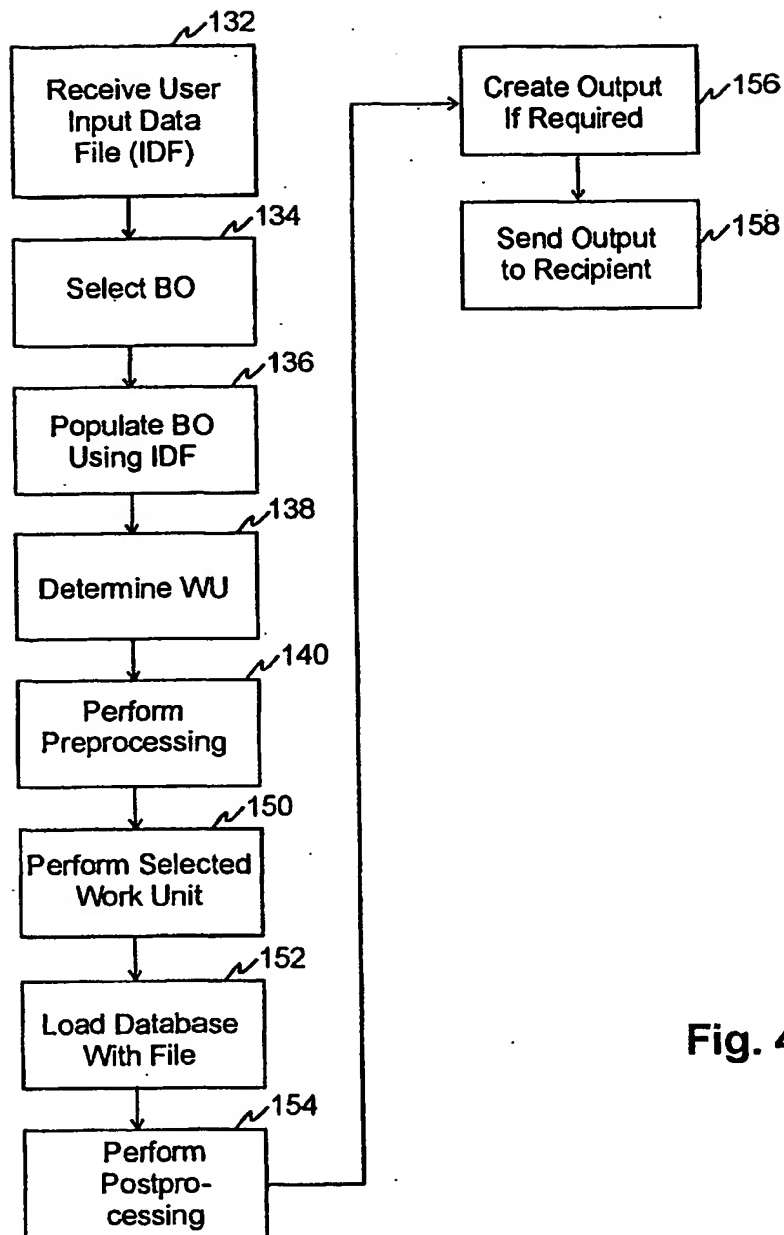 132
Receive User
Input Data
File (IDF)
134
Select BO
136
Populate BO
Using IDF
138
Determine WU
140
Perform
Preprocessing
150
Perform Selected
Work Unit
152
Load Database
With File
154
Perform
Postpro-
cessing
Create Output
If Required
156
Send Output
to Recipient
158
Fig. 4